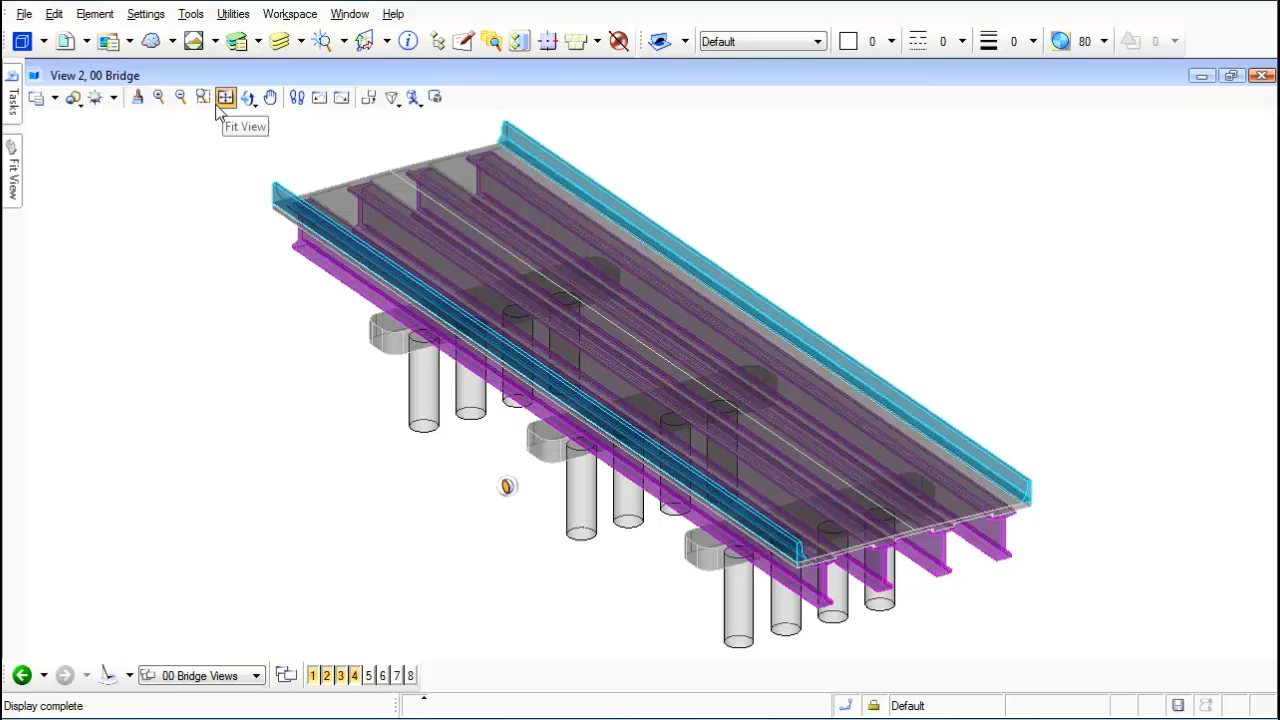 File Edit Element Settings Tools Utilities Workspace Window Help
Default 0 0 0 80 0
View 2, 00 Bridge
Tasks
Fit View
Fit View
00 Bridge Views 1 2 3 4 5 6 7 8
Display complete Default